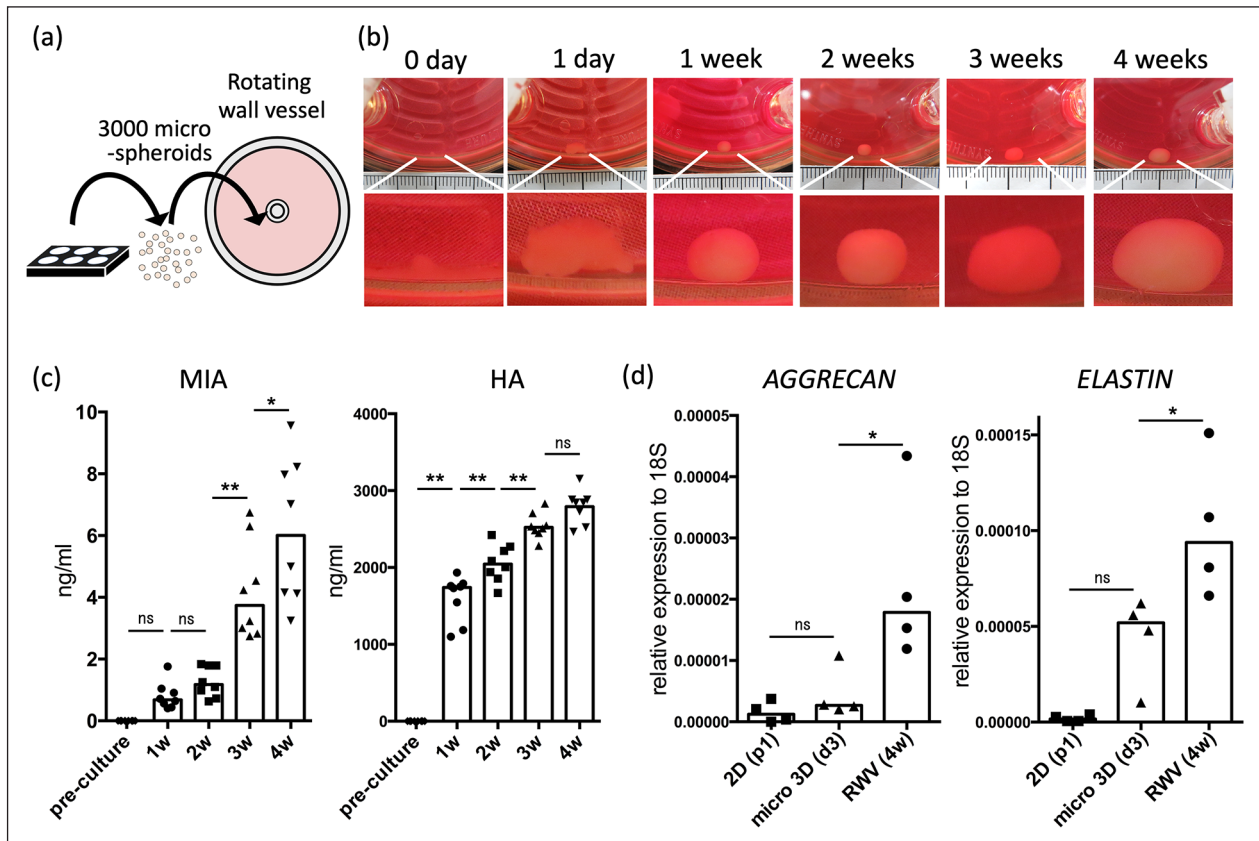 (a)
Rotating
wall vessel
3000 micro
-spheroids
(b)
0 day
1 day
1 week
2 weeks
3 weeks
4 weeks
(c)
MIA
ng/ml
10
8
6
4
2
0
ns
ns
**
*
pre-culture
1w
2w
3w
4w
HA
ng/ml
4000
3000
2000
1000
0
**
**
**
ns
pre-culture
1w
2w
3w
4w
(d)
AGGRECAN
relative expression to 18S
0.00005
0.00004
0.00003
0.00002
0.00001
0.00000
ns
*
2D (p1)
micro 3D (d3)
RWV (4w)
ELASTIN
relative expression to 18S
0.00015
0.00010
0.00005
0.00000
ns
*
2D (p1)
micro 3D (d3)
RWV (4w)